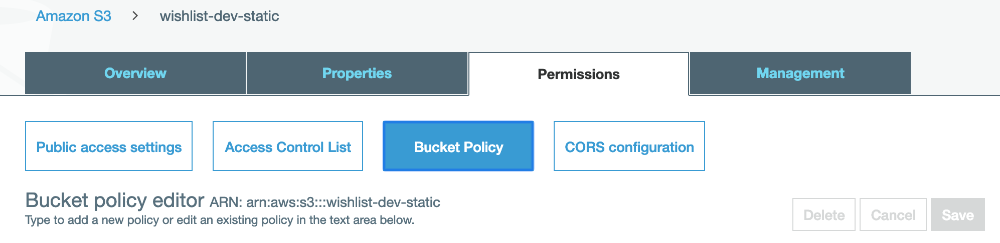 Amazon S3 > wishlist-dev-static
Overview Properties Permissions Management
Public access settings Access Control List Bucket Policy CORS configuration
Bucket policy editor ARN: arn:aws:s3:::wishlist-dev-static
Type to add a new policy or edit an existing policy in the text area below.
Delete Cancel Save